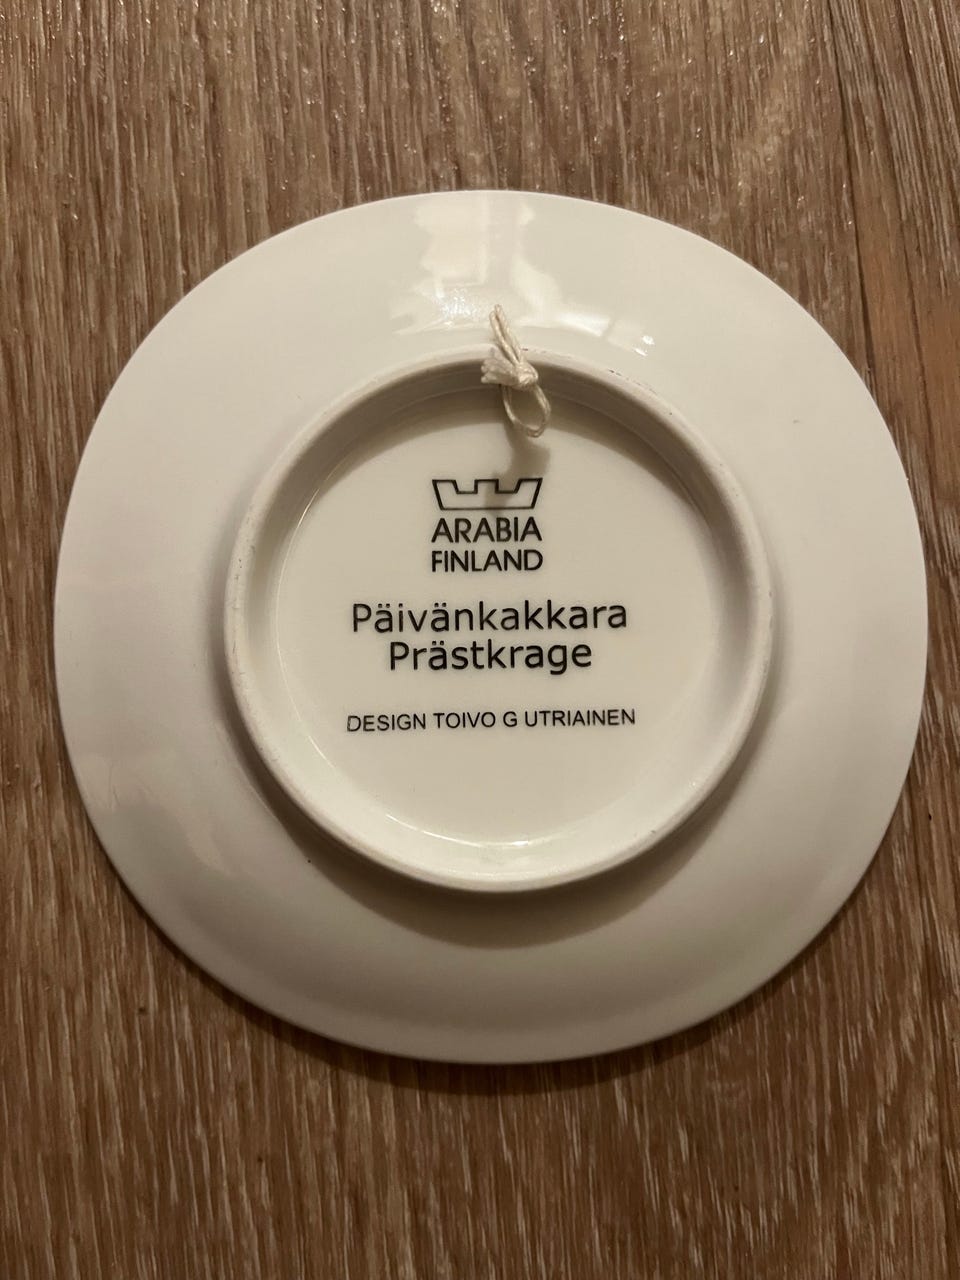 ARABIA
FINLAND
Päivänkakkara
Prästkrage
DESIGN TOIVO G UTRIAINEN